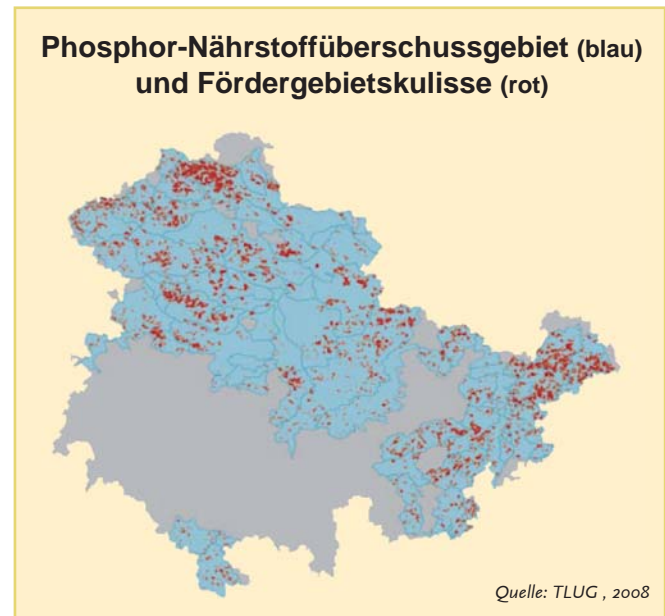 Phosphor-Nährstoffüberschussgebiet (blau)
und Fördergebietskulisse (rot)
Quelle: TLUG , 2008